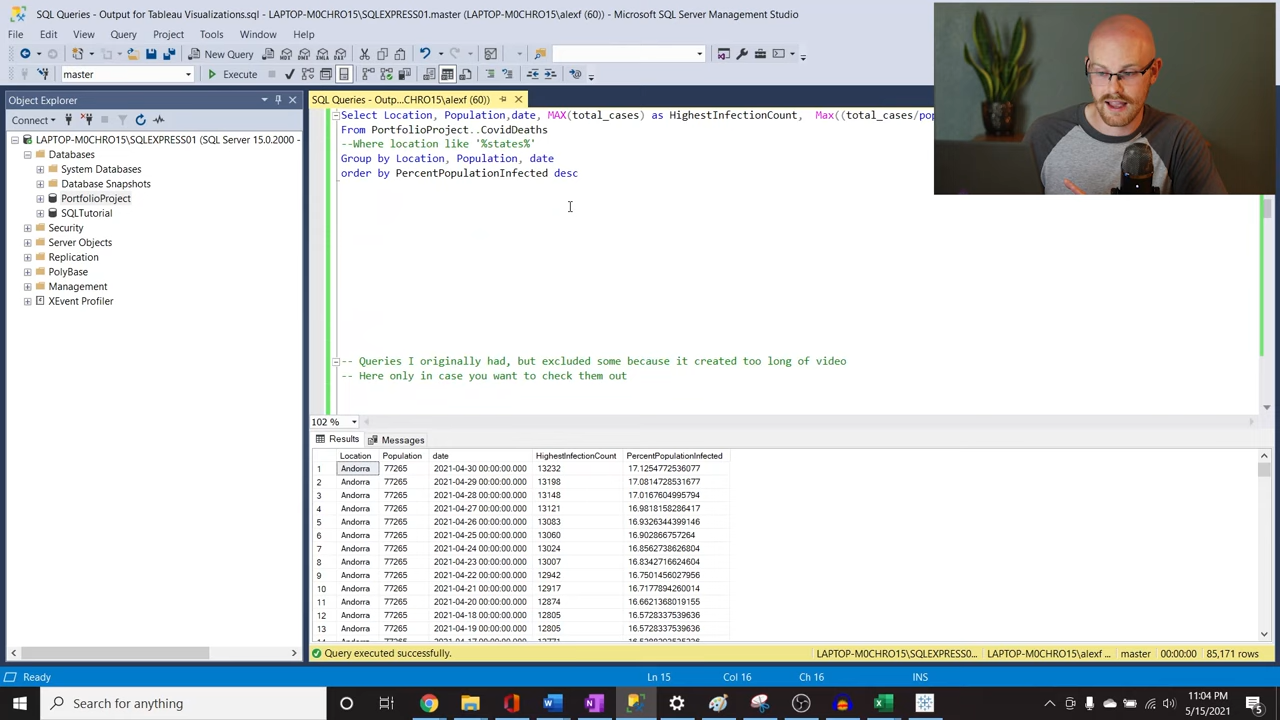 SQL Queries - Output for Tableau Visualizations.sql - LAPTOP-M0CHRO15\SQLEXPRESS01.master (LAPTOP-M0CHRO15\alexf (60)) - Microsoft SQL Server Management Studio
File Edit View Query Project Tools Window Help
New Query
master Execute
Object Explorer
Connect
LAPTOP-M0CHRO15\SQLEXPRESS01 (SQL Server 15.0.2000 -
Databases
System Databases
Database Snapshots
PortfolioProject
SQLTutorial
Security
Server Objects
Replication
PolyBase
Management
XEvent Profiler
SQL Queries - Outp...CHRO15\alexf (60))
Select Location, Population,date, MAX(total_cases) as HighestInfectionCount, Max((total_cases/pop
From PortfolioProject..CovidDeaths
--Where location like '%states%'
Group by Location, Population, date
order by PercentPopulationInfected desc
-- Queries I originally had, but excluded some because it created too long of video
-- Here only in case you want to check them out
102 %
Results Messages
Location Population date HighestInfectionCount PercentPopulationInfected
1 Andorra 77265 2021-04-30 00:00:00.000 13232 17.1254772536077
2 Andorra 77265 2021-04-29 00:00:00.000 13198 17.0814728531677
3 Andorra 77265 2021-04-28 00:00:00.000 13148 17.0167604995794
4 Andorra 77265 2021-04-27 00:00:00.000 13121 16.9818158286417
5 Andorra 77265 2021-04-26 00:00:00.000 13083 16.9326344399146
6 Andorra 77265 2021-04-25 00:00:00.000 13060 16.902866757264
7 Andorra 77265 2021-04-24 00:00:00.000 13024 16.8562738626804
8 Andorra 77265 2021-04-23 00:00:00.000 13007 16.8342716624604
9 Andorra 77265 2021-04-22 00:00:00.000 12942 16.7501456027956
10 Andorra 77265 2021-04-21 00:00:00.000 12917 16.7177894260014
11 Andorra 77265 2021-04-20 00:00:00.000 12874 16.6621368019155
12 Andorra 77265 2021-04-18 00:00:00.000 12805 16.5728337539636
13 Andorra 77265 2021-04-19 00:00:00.000 12805 16.5728337539636
Query executed successfully. LAPTOP-M0CHRO15\SQLEXPRESS0... LAPTOP-M0CHRO15\alexf ... master 00:00:00 85,171 rows
Ready Ln 15 Col 16 Ch 16 INS
Search for anything
11:04 PM
5/15/2021
5